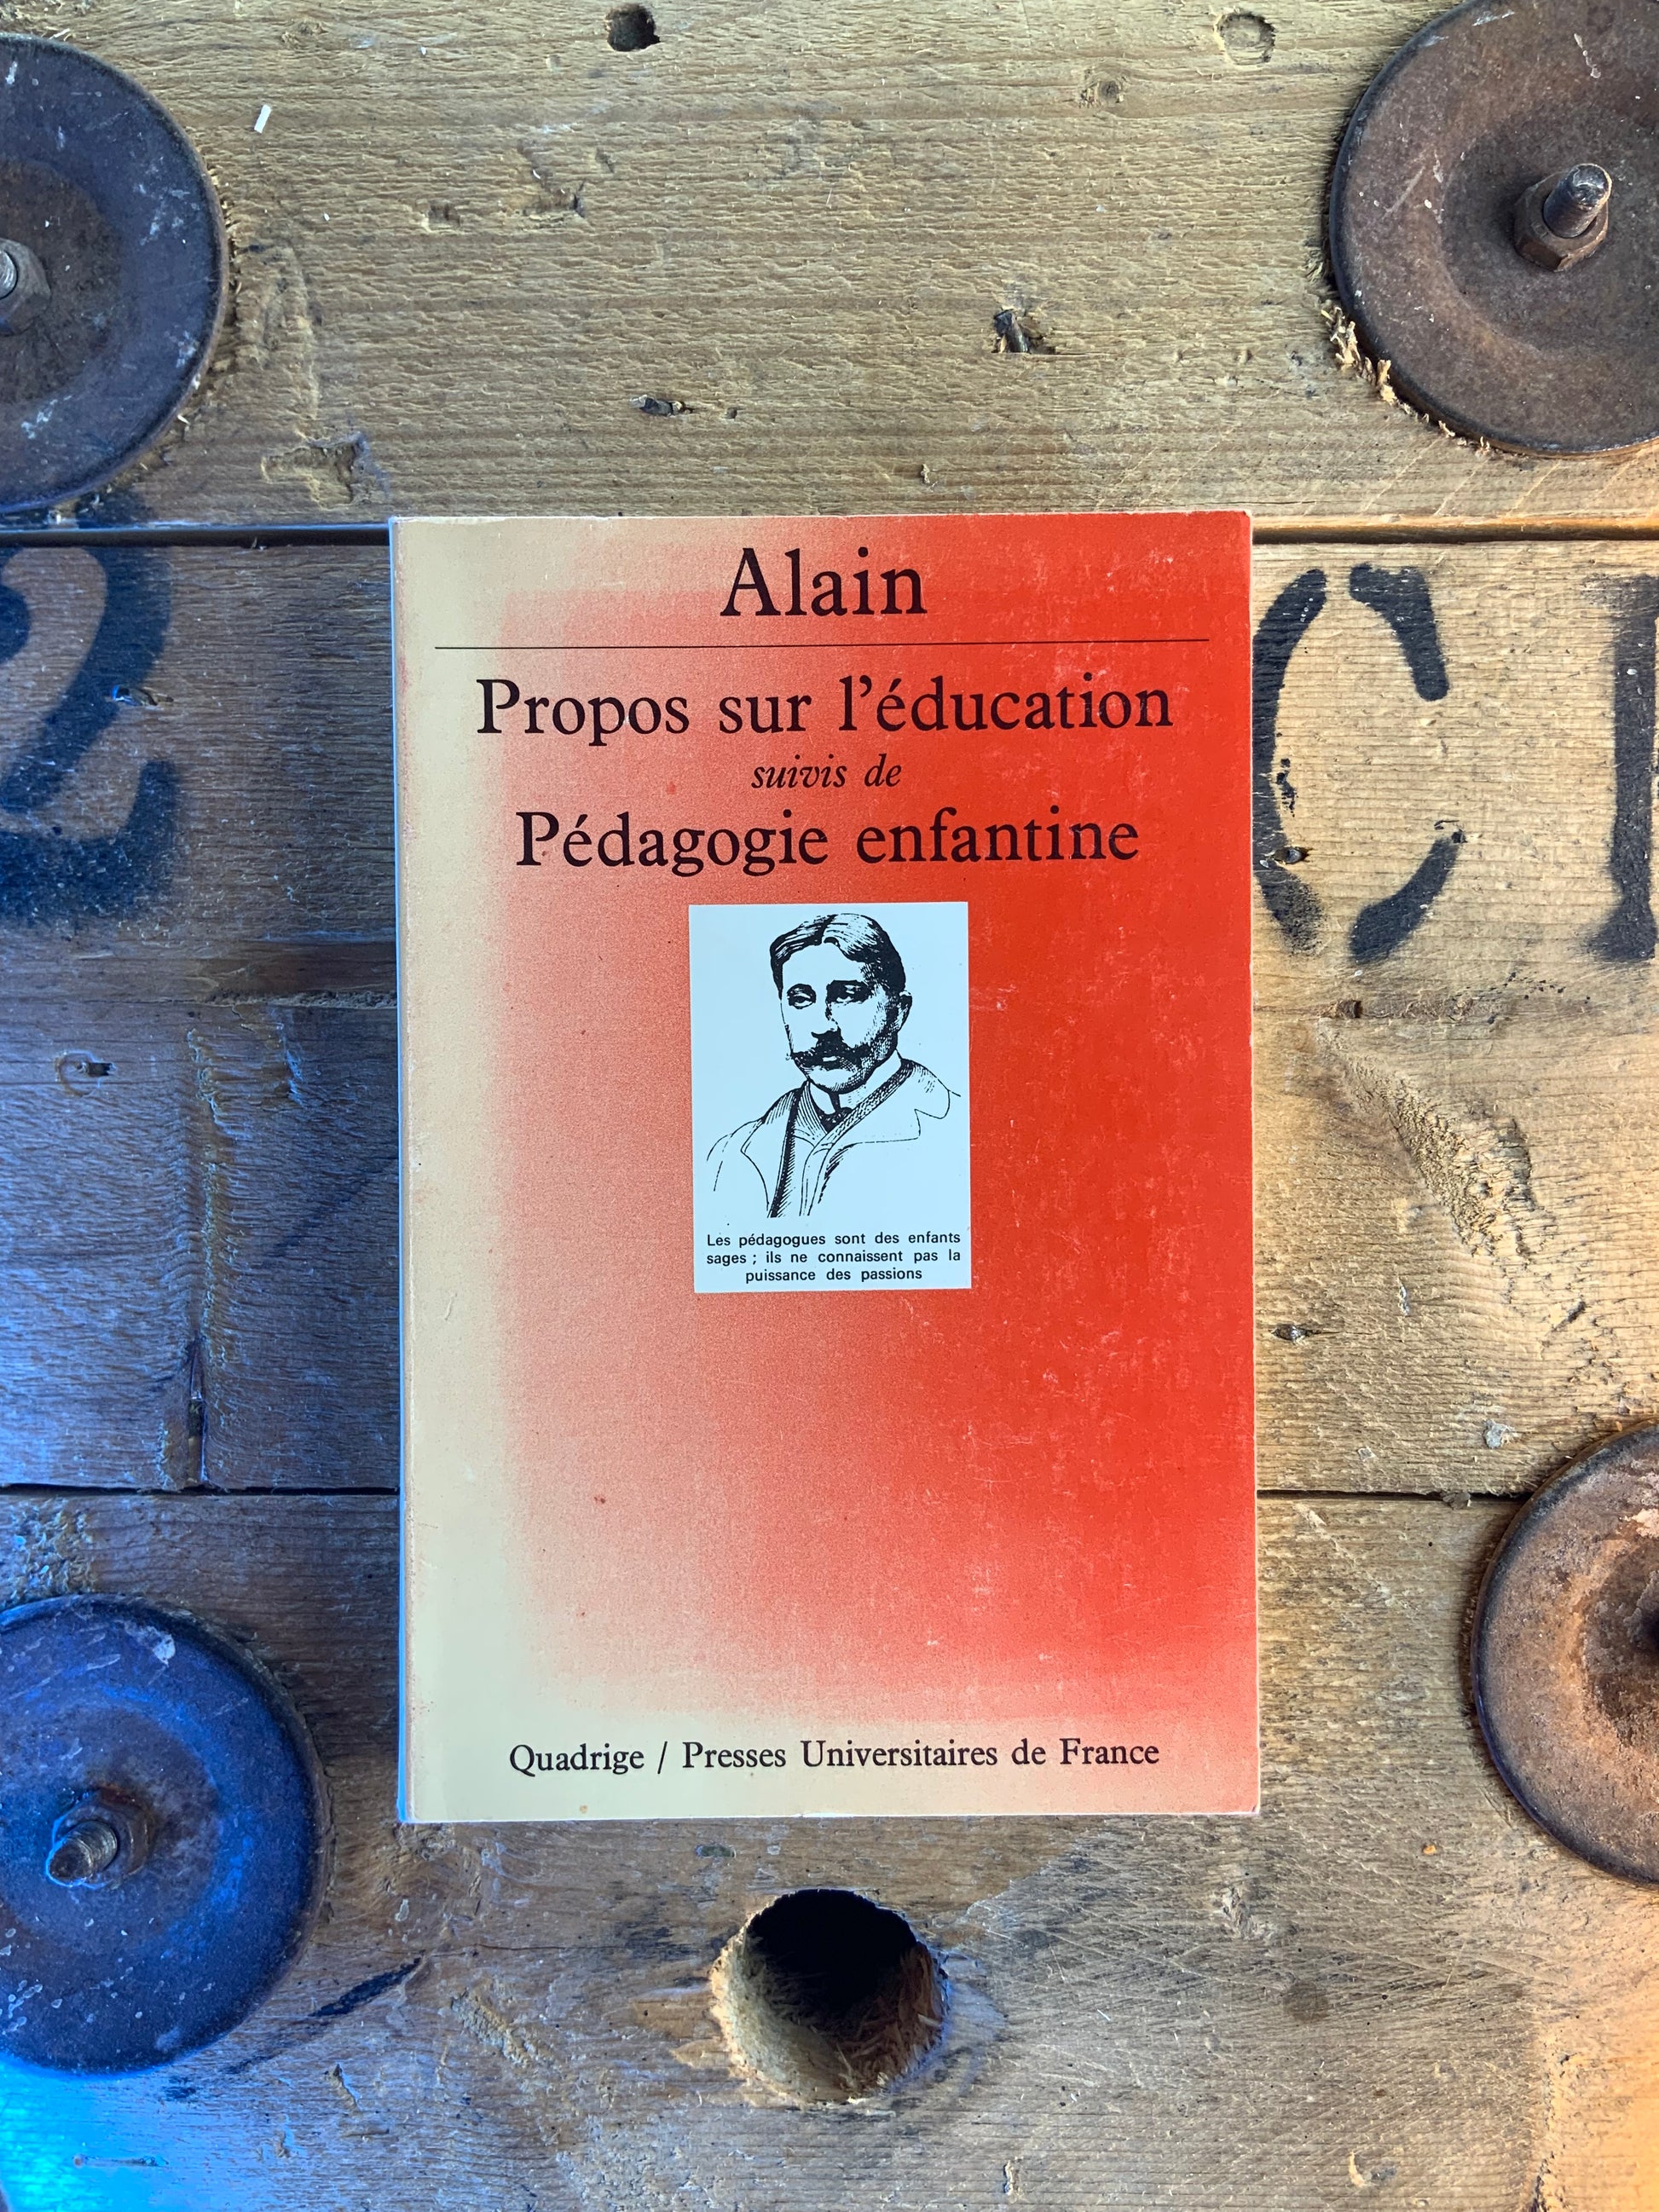 Alain
Propos sur l'éducation
suivis de
Pédagogie enfantine
2
C
Les pédagogues sont des enfants
sages ; ils ne connaissent pas la
puissance des passions
Quadrige / Presses Universitaires de France